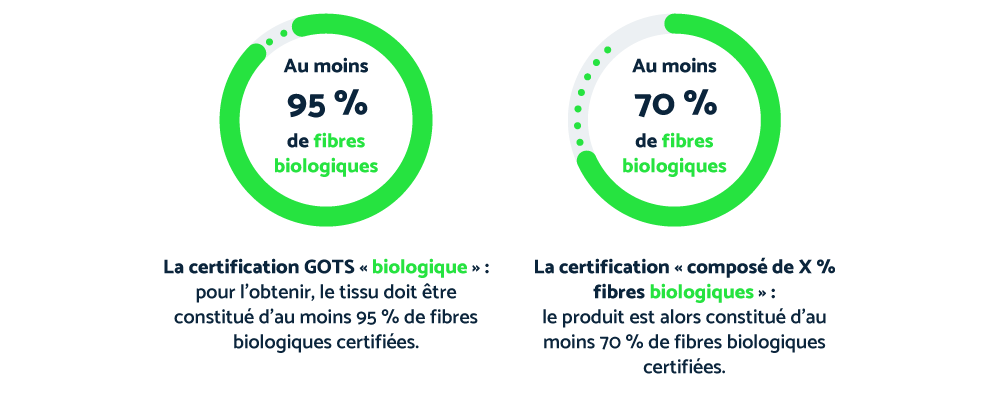 Au moins
95 %
de fibres
biologiques
Au moins
70 %
de fibres
biologiques
La certification GOTS « biologique » :
pour l’obtenir, le tissu doit être
constitué d’au moins 95 % de fibres
biologiques certifiées.
La certification « composé de X %
fibres biologiques » :
le produit est alors constitué d’au
moins 70 % de fibres biologiques
certifiées.